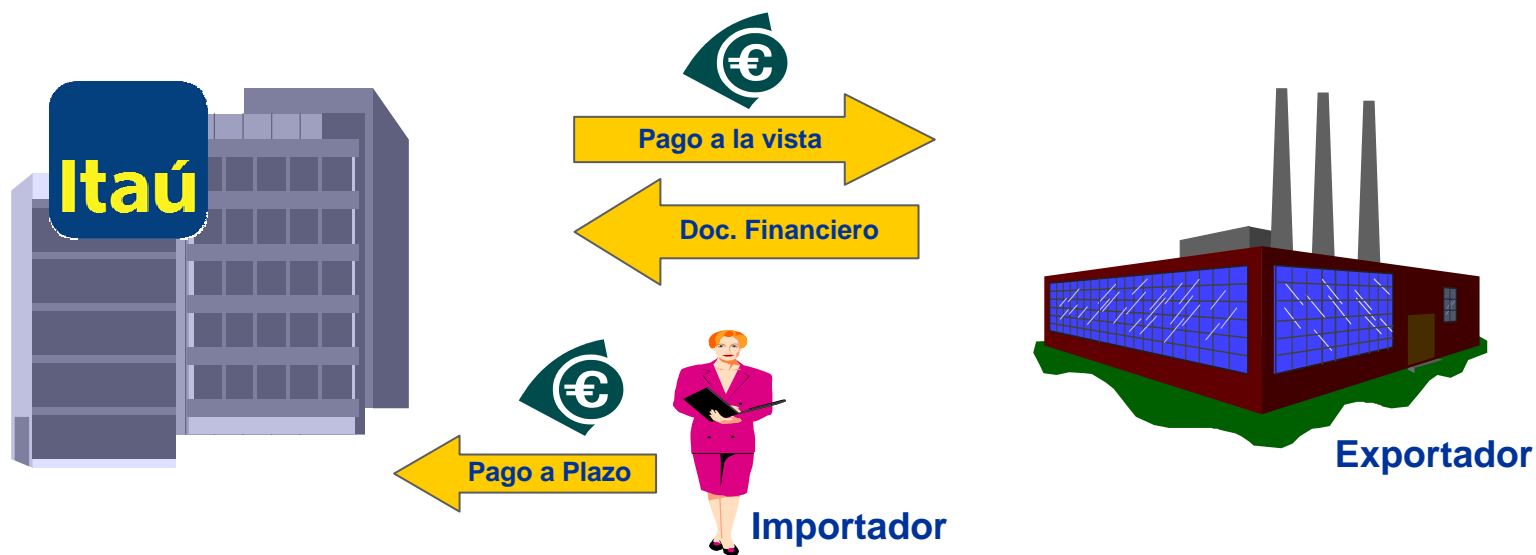 €
Pago a la vista
Itaú
Doc. Financiero
€
Pago a Plazo
Exportador
Importador